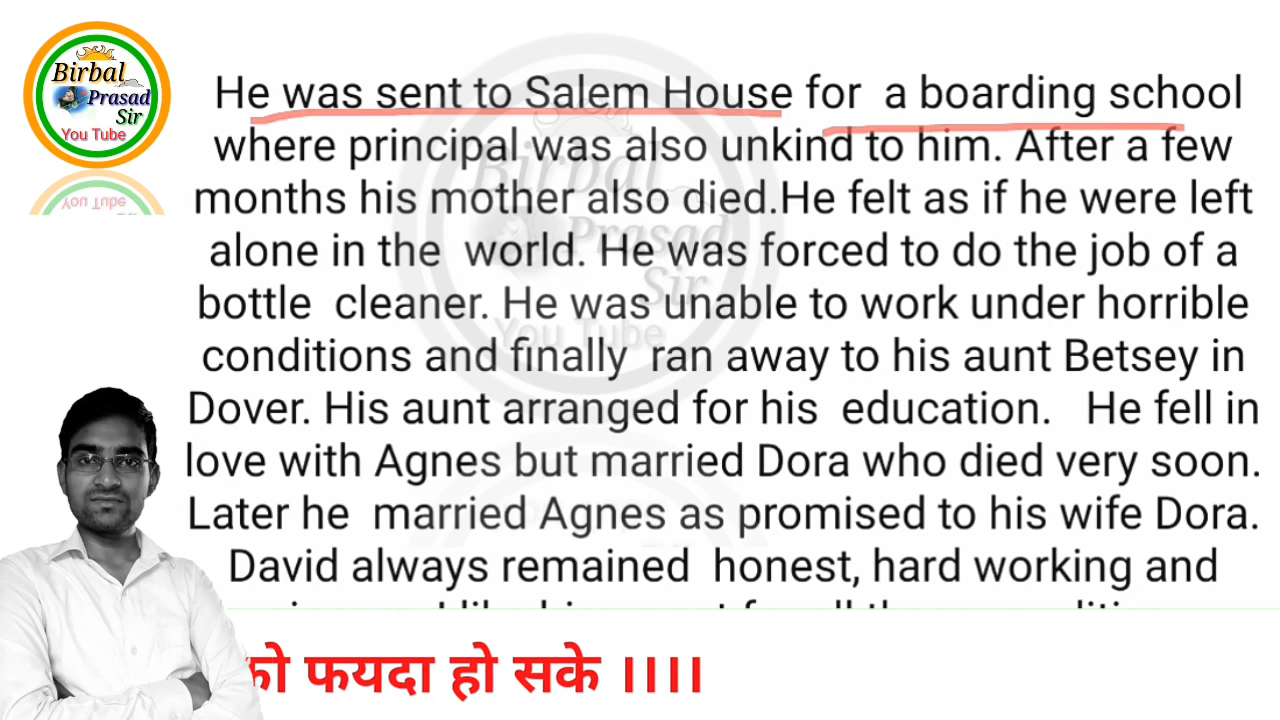 Birbal
Prasad
Sir
You Tube
He was sent to Salem House for a boarding school
where principal was also unkind to him. After a few
months his mother also died.He felt as if he were left
alone in the world. He was forced to do the job of a
bottle cleaner. He was unable to work under horrible
conditions and finally ran away to his aunt Betsey in
Dover. His aunt arranged for his education. He fell in
love with Agnes but married Dora who died very soon.
Later he married Agnes as promised to his wife Dora.
David always remained honest, hard working and
को फयदा हो सके ।।।।